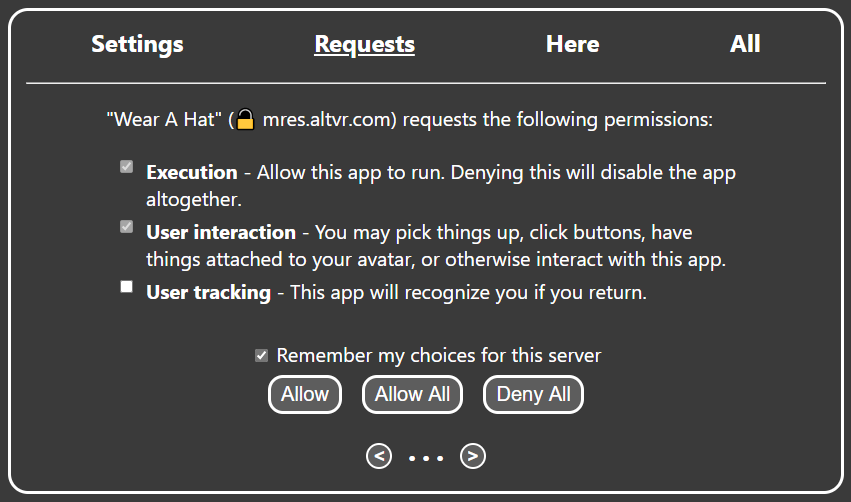 Settings Requests Here All
"Wear A Hat" (🔒 mres.altvr.com) requests the following permissions:
Execution - Allow this app to run. Denying this will disable the app
altogether.
User interaction - You may pick things up, click buttons, have
things attached to your avatar, or otherwise interact with this app.
User tracking - This app will recognize you if you return.
Remember my choices for this server
Allow Allow All Deny All
< ... >